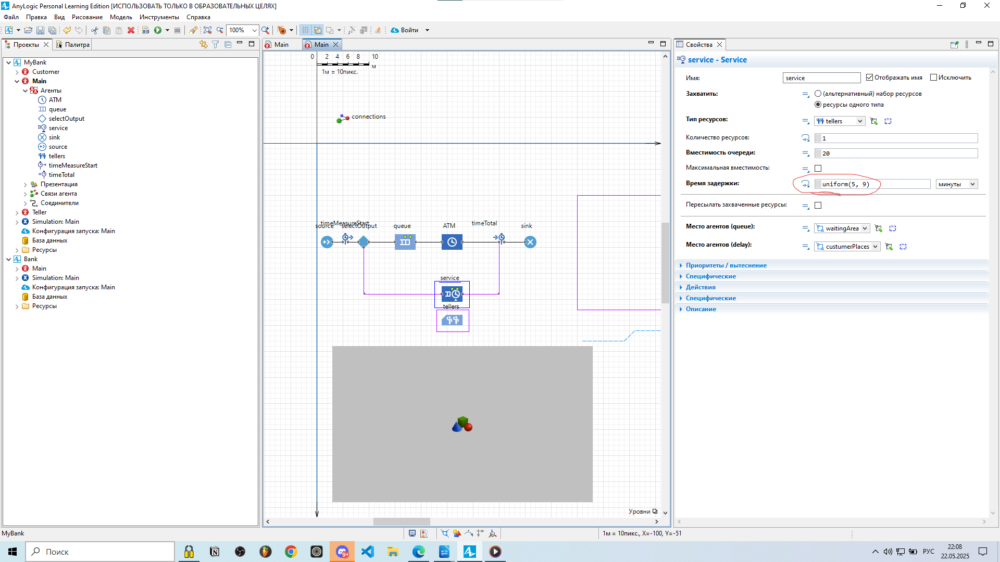 AnyLogic Personal Learning Edition [ИСПОЛЬЗОВАТЬ ТОЛЬКО В ОБРАЗОВАТЕЛЬНЫХ ЦЕЛЯХ]
Файл Правка Вид Рисование Модель Инструменты Справка
100% Войти
Проекты Палитра
MyBank
Customer
Main
Агенты
ATM
queue
selectOutput
service
sink
source
tellers
timeMeasureStart
timeTotal
Презентация
Связи агента
Соединители
Teller
Simulation: Main
Конфигурация запуска: Main
База данных
Ресурсы
Bank
Main
Simulation: Main
Конфигурация запуска: Main
База данных
Ресурсы
Main Main
0 2 4 6 8 10
м
1м = 10пикс.
connections
timeMeasureStart timeTotal
source selectOutput queue ATM sink
service
tellers
Уровни
Свойства
service - Service
Имя: service Отображать имя Исключить
Захватить: (альтернативный) набор ресурсов
ресурсы одного типа
Тип ресурсов: tellers
Количество ресурсов: 1
Вместимость очереди: 20
Максимальная вместимость:
Время задержки: uniform(5, 9) минуты
Пересылать захваченные ресурсы:
Место агентов (queue): waitingArea
Место агентов (delay): custumerPlaces
Приоритеты / вытеснение
Специфические
Действия
Специфические
Описание
MyBank 1м = 10пикс., X=-100, Y=-51
Поиск 9+ РУС 22:08
22.05.2025